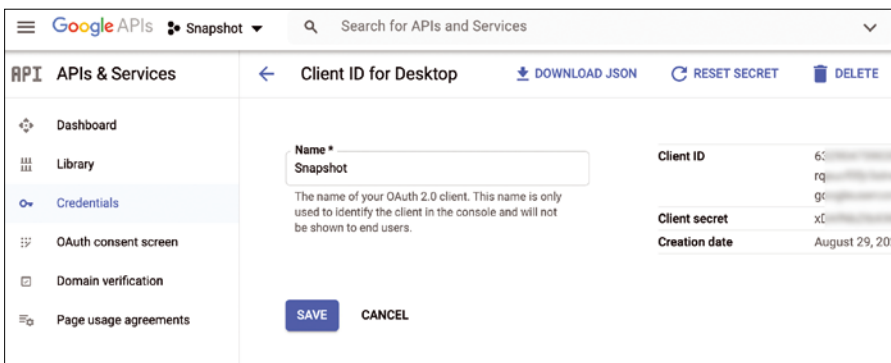 Google APIs Snapshot Search for APIs and Services
API APIs & Services Client ID for Desktop DOWNLOAD JSON RESET SECRET DELETE
Dashboard
Library
Credentials
OAuth consent screen
Domain verification
Page usage agreements
Name *
Snapshot
The name of your OAuth 2.0 client. This name is only
used to identify the client in the console and will not
be shown to end users.
SAVE CANCEL
Client ID
Client secret
Creation date August 29, 20